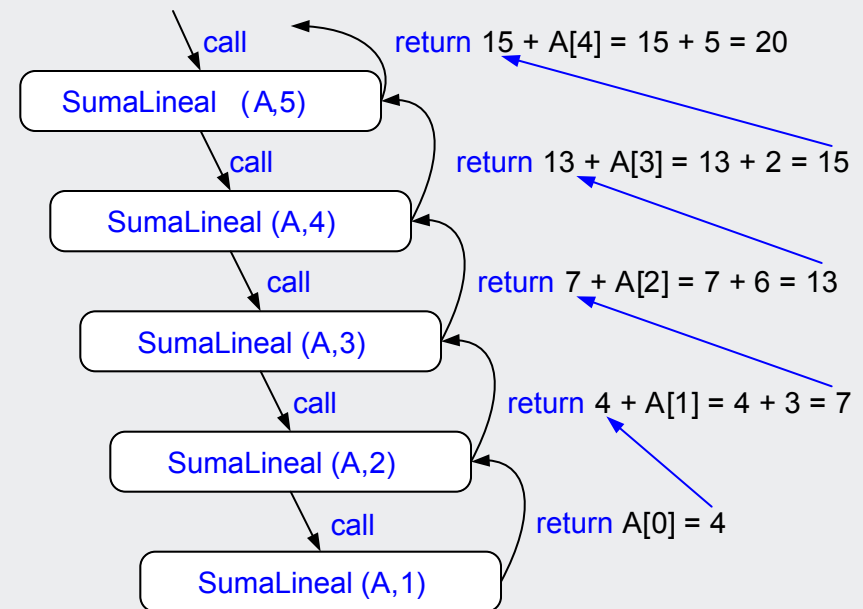 call
return 15 + A[4] = 15 + 5 = 20
SumaLineal (A,5)
call
return 13 + A[3] = 13 + 2 = 15
SumaLineal (A,4)
call
return 7 + A[2] = 7 + 6 = 13
SumaLineal (A,3)
call
return 4 + A[1] = 4 + 3 = 7
SumaLineal (A,2)
call
return A[0] = 4
SumaLineal (A,1)